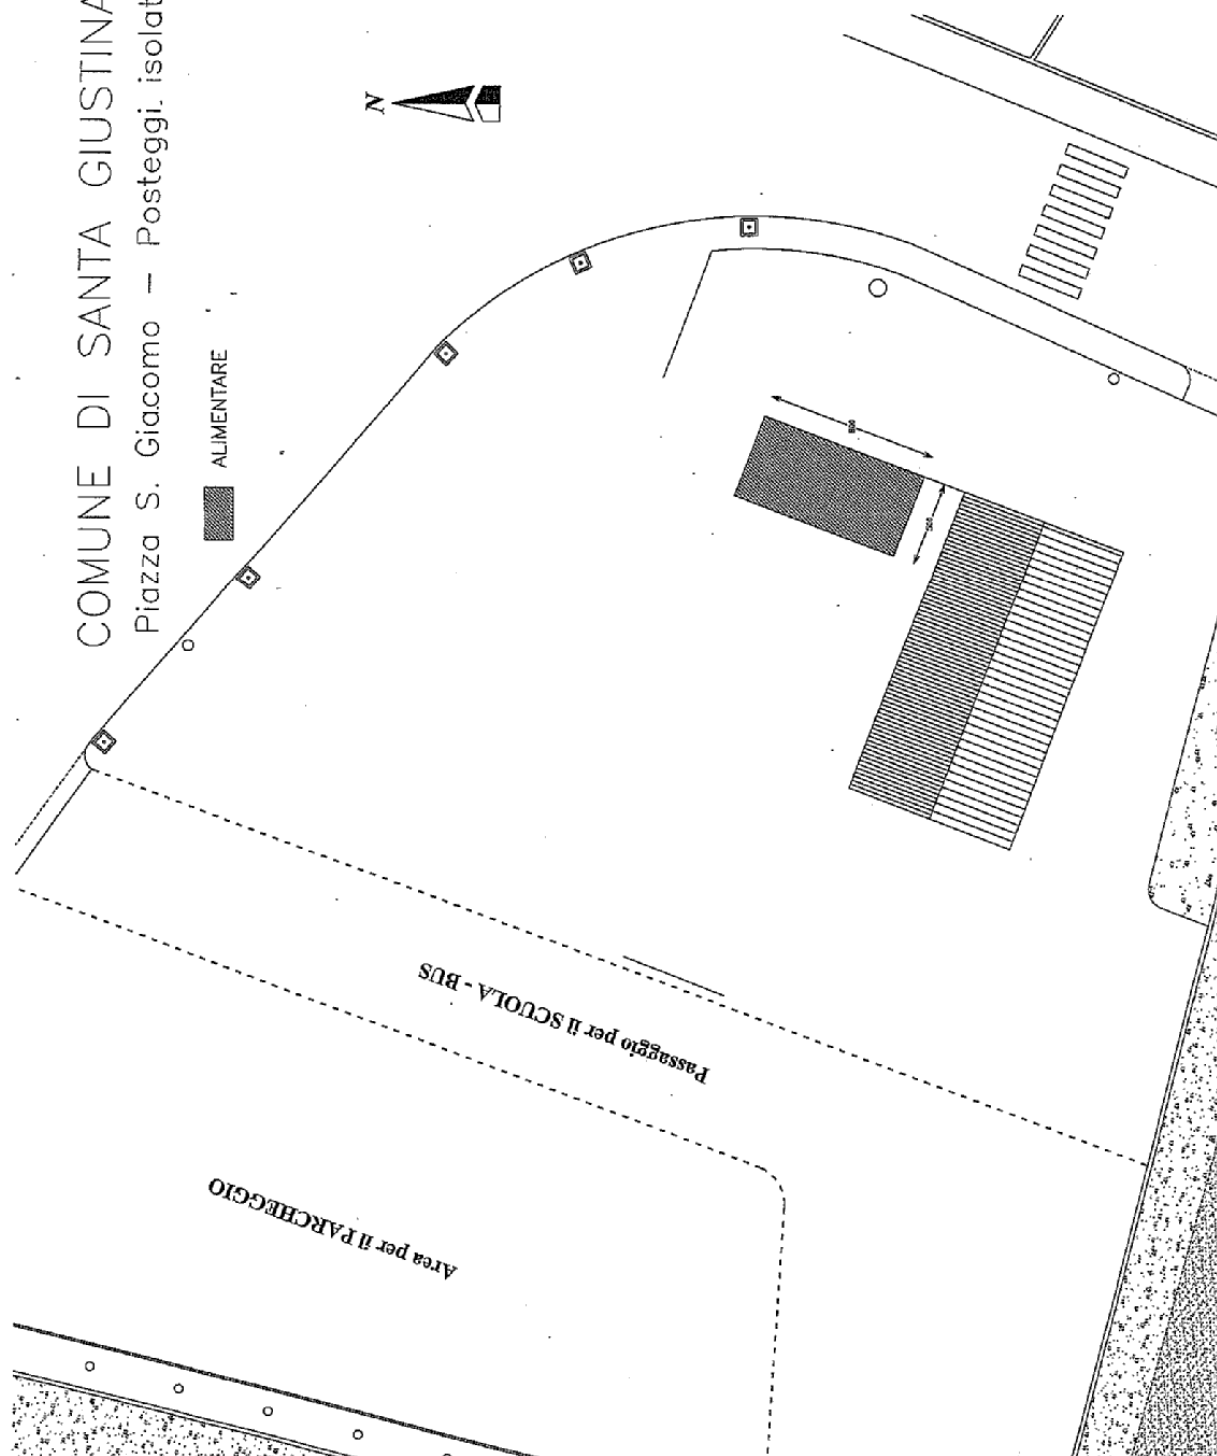 COMUNE DI SANTA GIUSTINA
Piazza S. Giacomo – Posteggi isolat
ALIMENTARE
N
Passaggio per il SCUOLA - BUS
Area per il PARCHEGGIO